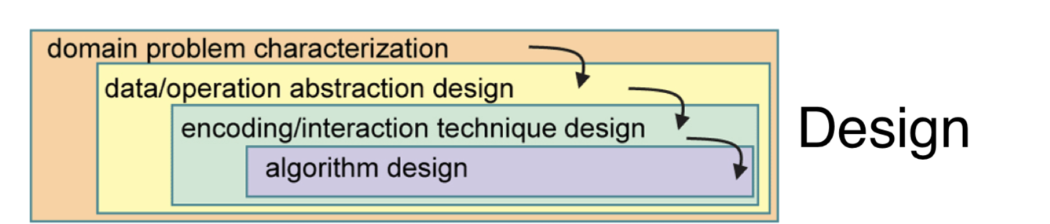 domain problem characterization
data/operation abstraction design
encoding/interaction technique design
algorithm design
Design